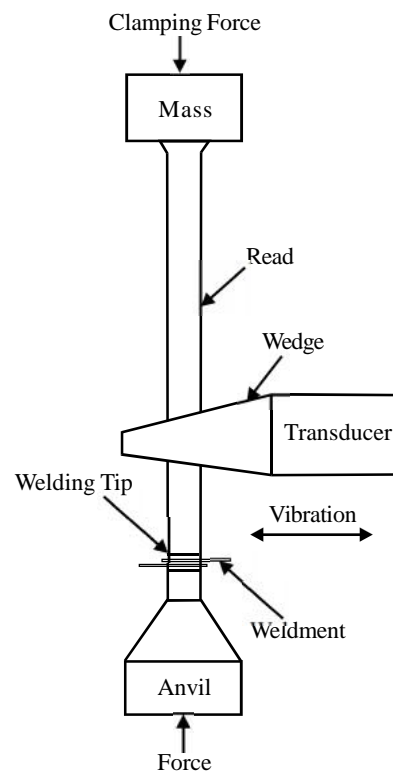 Clamping Force
Mass
Read
Wedge
Transducer
Welding Tip
Vibration
Weldment
Anvil
Force